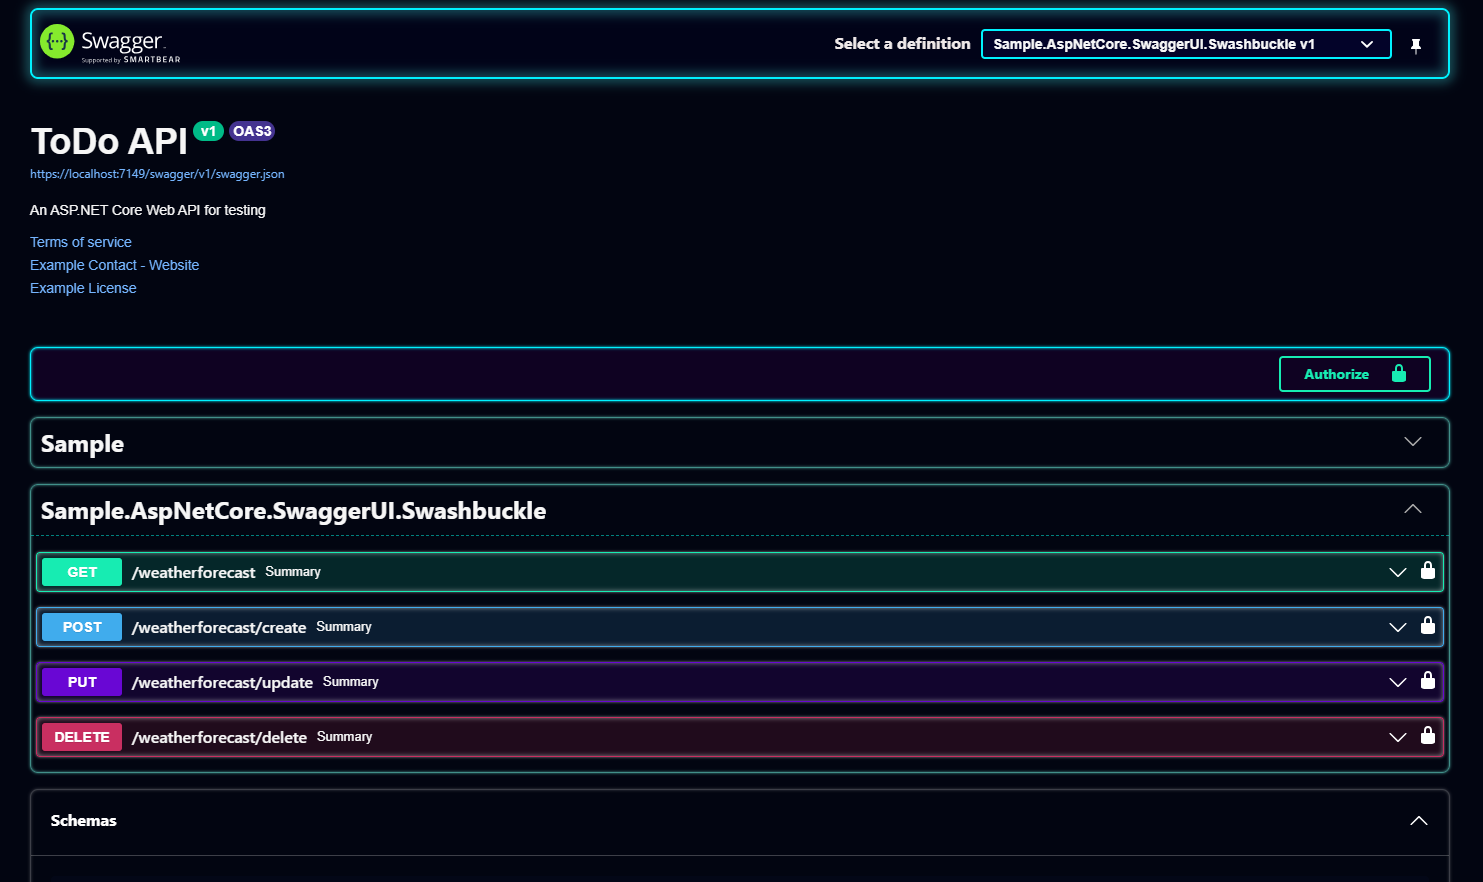 Swagger
Supported by SMARTBEAR
Select a definition
Sample.AspNetCore.SwaggerUI.Swashbuckle v1
ToDo API v1 OAS3
https://localhost:7149/swagger/v1/swagger.json
An ASP.NET Core Web API for testing
Terms of service
Example Contact - Website
Example License
Authorize
Sample
Sample.AspNetCore.SwaggerUI.Swashbuckle
GET /weatherforecast Summary
POST /weatherforecast/create Summary
PUT /weatherforecast/update Summary
DELETE /weatherforecast/delete Summary
Schemas